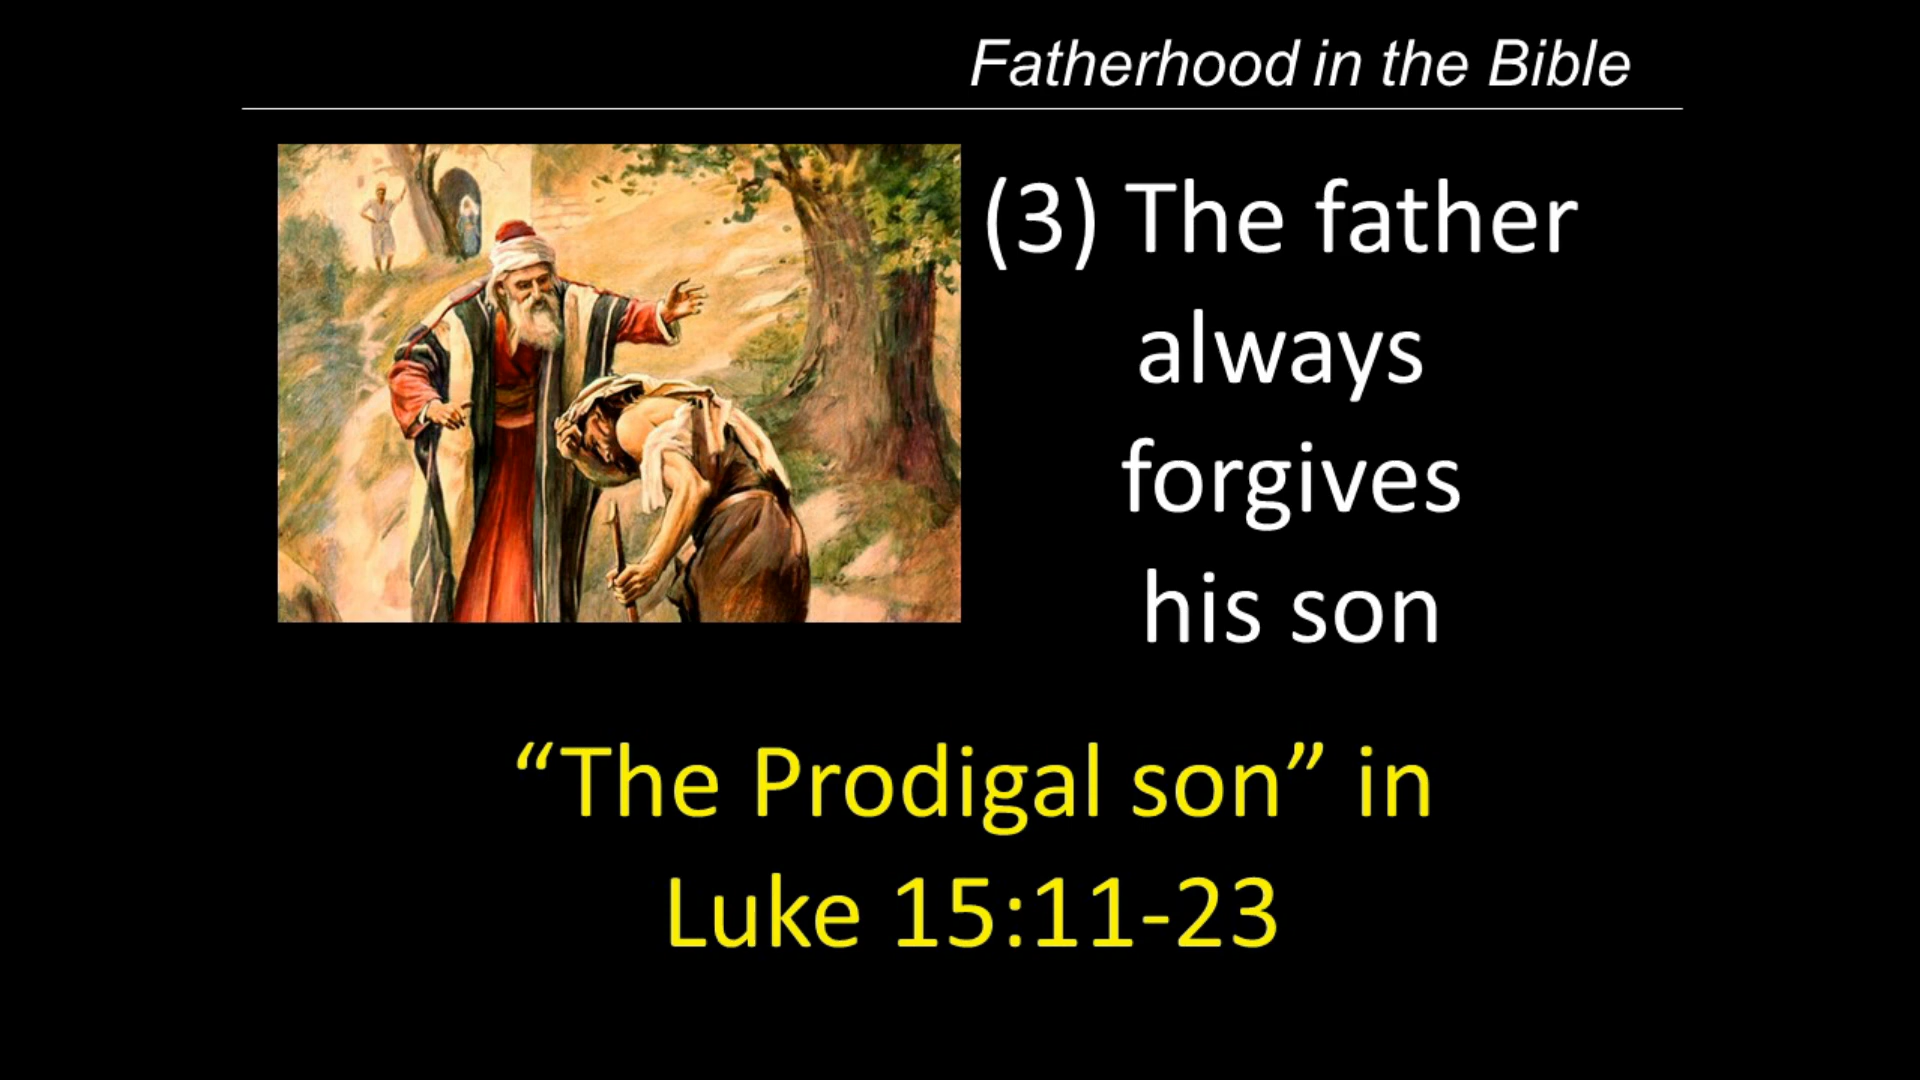 Fatherhood in the Bible
(3) The father
always
forgives
his son
“The Prodigal son” in
Luke 15:11-23